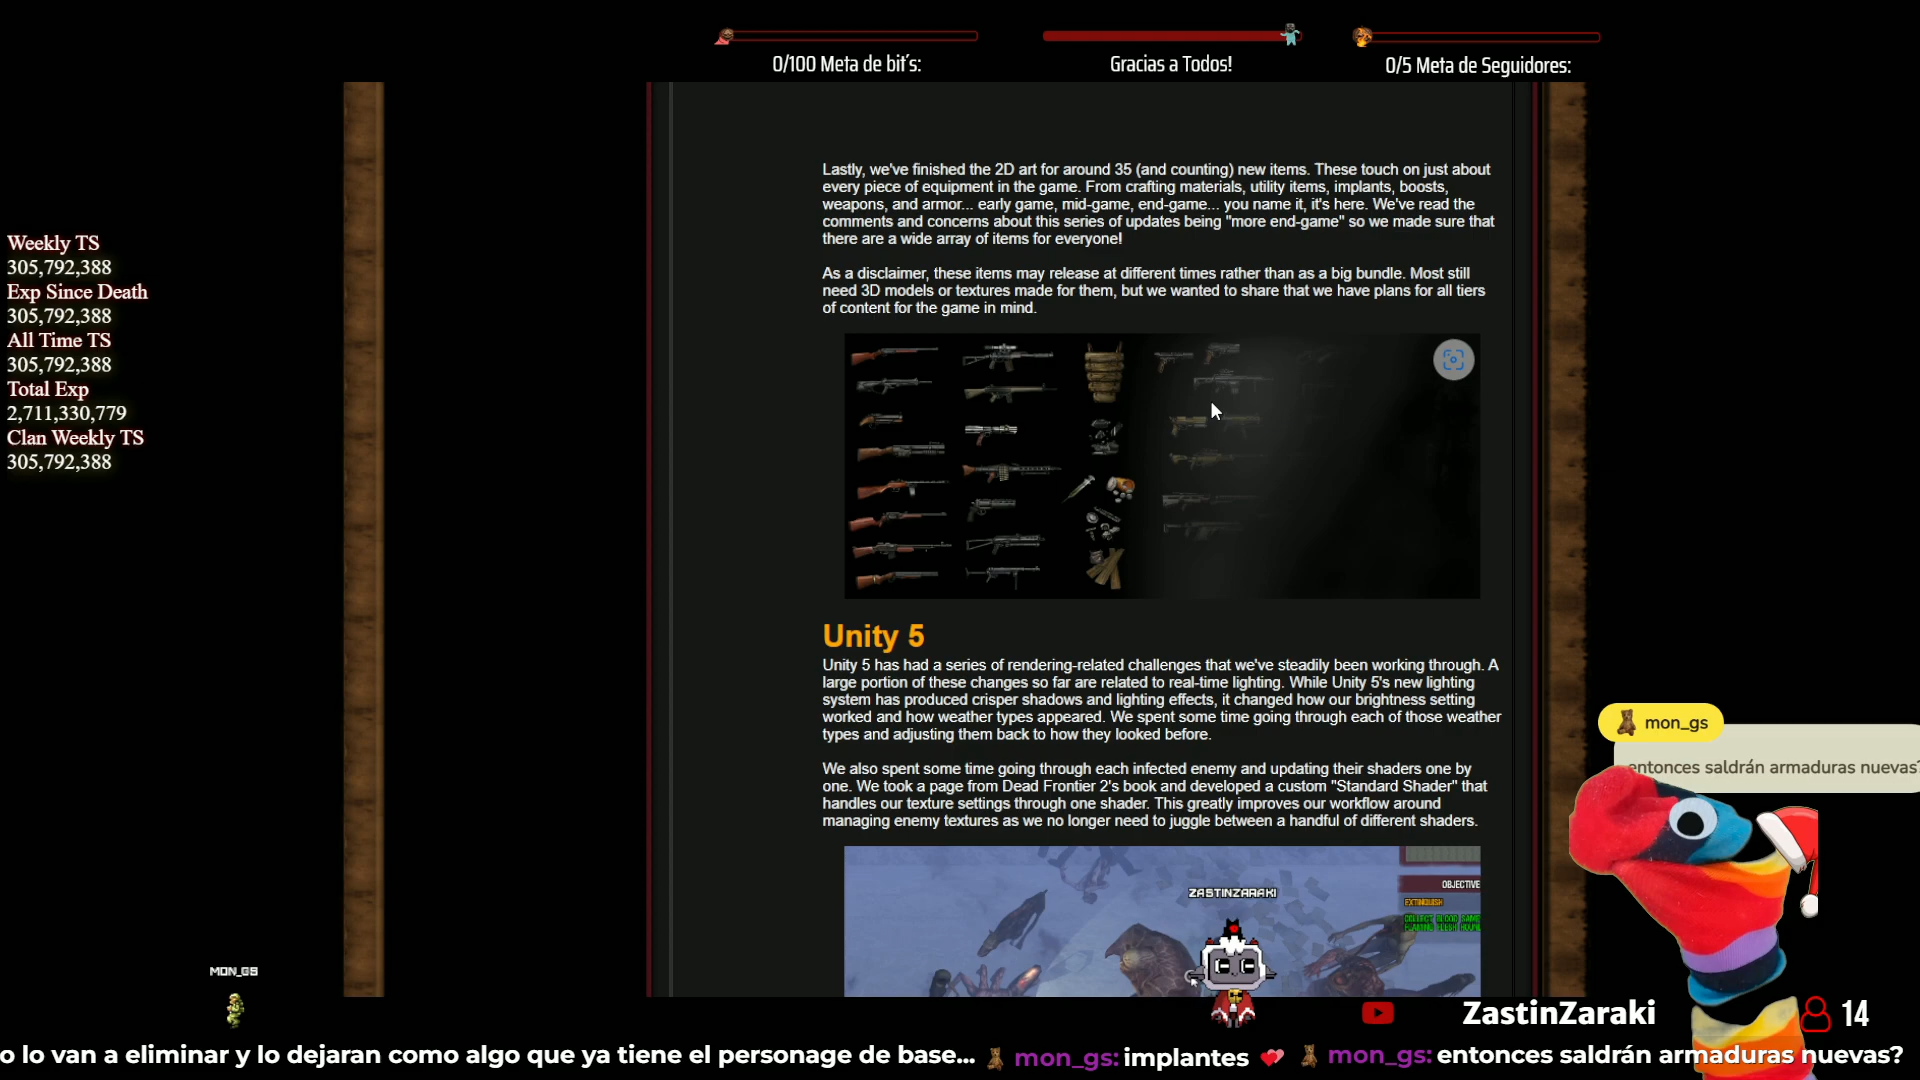 0/100 Meta de bit's:
Gracias a Todos!
0/5 Meta de Seguidores:
Weekly TS
305,792,388
Exp Since Death
305,792,388
All Time TS
305,792,388
Total Exp
2,711,330,779
Clan Weekly TS
305,792,388
Lastly, we've finished the 2D art for around 35 (and counting) new items. These touch on just about
every piece of equipment in the game. From crafting materials, utility items, implants, boosts,
weapons, and armor... early game, mid-game, end-game... you name it, it's here. We've read the
comments and concerns about this series of updates being "more end-game" so we made sure that
there are a wide array of items for everyone!
As a disclaimer, these items may release at different times rather than as a big bundle. Most still
need 3D models or textures made for them, but we wanted to share that we have plans for all tiers
of content for the game in mind.
Unity 5
Unity 5 has had a series of rendering-related challenges that we've steadily been working through. A
large portion of these changes so far are related to real-time lighting. While Unity 5's new lighting
system has produced crisper shadows and lighting effects, it changed how our brightness setting
worked and how weather types appeared. We spent some time going through each of those weather
types and adjusting them back to how they looked before.
We also spent some time going through each infected enemy and updating their shaders one by
one. We took a page from Dead Frontier 2's book and developed a custom "Standard Shader" that
handles our texture settings through one shader. This greatly improves our workflow around
managing enemy textures as we no longer need to juggle between a handful of different shaders.
mon_gs
entonces saldrán armaduras nuevas?
OBJECTIVE
EXTINGUISH
COLLECT BLOOD SAMP
FLAMING FLESH HOUN
ZASTINZARAKI
MON_GS
ZastinZaraki
14
o lo van a eliminar y lo dejaran como algo que ya tiene el personage de base... mon_gs: implantes mon_gs: entonces saldrán armaduras nuevas?